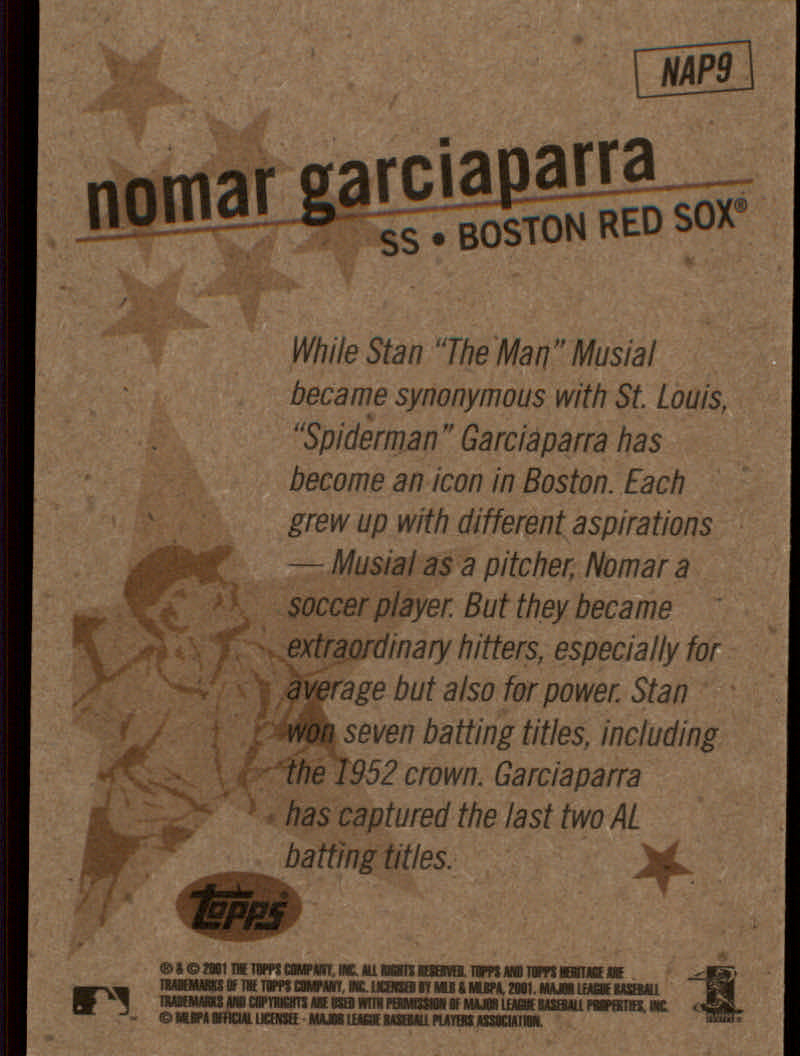 NAP9
nomar garciaparra
SS • BOSTON RED SOX®
While Stan "The Man" Musial
became synonymous with St. Louis,
"Spiderman" Garciaparra has
become an icon in Boston. Each
grew up with different aspirations
— Musial as a pitcher, Nomar a
soccer player. But they became
extraordinary hitters, especially for
average but also for power. Stan
won seven batting titles, including
the 1952 crown. Garciaparra
has captured the last two AL
batting titles.
topps
® & © 2001 THE TOPPS COMPANY, INC. ALL RIGHTS RESERVED. TOPPS AND TOPPS HERITAGE ARE
TRADEMARKS OF THE TOPPS COMPANY, INC. LICENSED BY MLB & MLBPA, 2001. MAJOR LEAGUE BASEBALL
TRADEMARKS AND COPYRIGHTS ARE USED WITH PERMISSION OF MAJOR LEAGUE BASEBALL PROPERTIES, INC.
© MLBPA OFFICIAL LICENSEE - MAJOR LEAGUE BASEBALL PLAYERS ASSOCIATION.